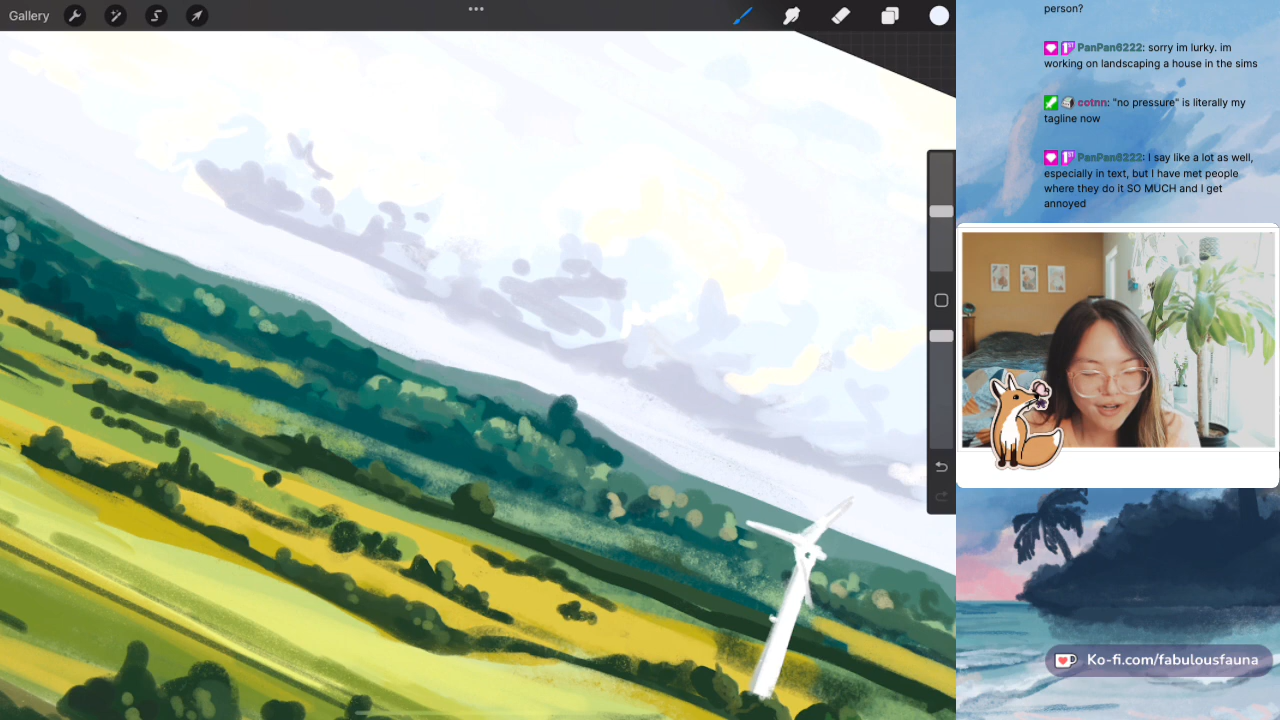 Gallery
person?
PanPan6222: sorry im lurky. im
working on landscaping a house in the sims
cotnn: "no pressure" is literally my
tagline now
PanPan6222: I say like a lot as well,
especially in text, but I have met people
where they do it SO MUCH and I get
annoyed
Ko-fi.com/fabulousfauna